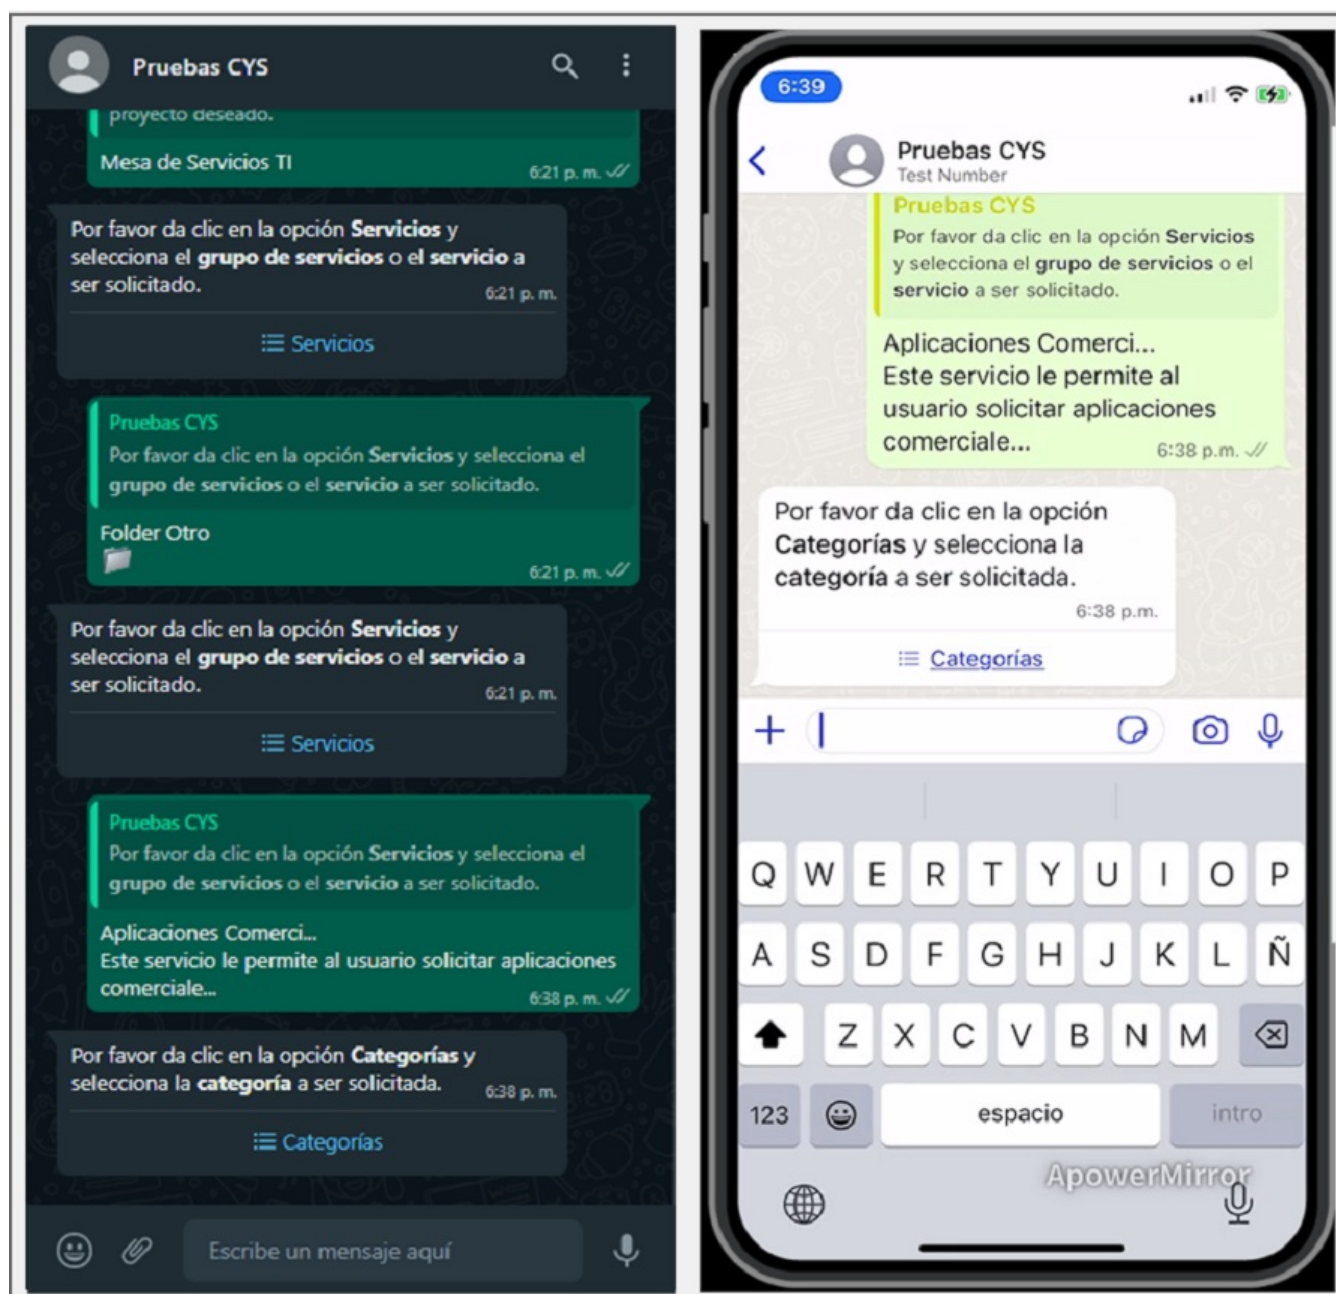 Pruebas CYS
proyecto deseado.
Mesa de Servicios TI
6:21 p. m.
Por favor da clic en la opción Servicios y
selecciona el grupo de servicios o el servicio a
ser solicitado.
6:21 p. m.
Servicios
Pruebas CYS
Por favor da clic en la opción Servicios y selecciona el
grupo de servicios o el servicio a ser solicitado.
Folder Otro
6:21 p. m.
Por favor da clic en la opción Servicios y
selecciona el grupo de servicios o el servicio a
ser solicitado.
6:21 p. m.
Servicios
Pruebas CYS
Por favor da clic en la opción Servicios y selecciona el
grupo de servicios o el servicio a ser solicitado.
Aplicaciones Comerci...
Este servicio le permite al usuario solicitar aplicaciones
comerciale...
6:38 p. m.
Por favor da clic en la opción Categorías y
selecciona la categoría a ser solicitada.
6:38 p. m.
Categorías
Escribe un mensaje aquí
6:39
Pruebas CYS
Test Number
Pruebas CYS
Por favor da clic en la opción Servicios
y selecciona el grupo de servicios o el
servicio a ser solicitado.
Aplicaciones Comerci...
Este servicio le permite al
usuario solicitar aplicaciones
comerciale...
6:38 p.m.
Por favor da clic en la opción
Categorías y selecciona la
categoría a ser solicitada.
6:38 p.m.
Categorías
Q W E R T Y U I O P
A S D F G H J K L Ñ
Z X C V B N M
123 espacio intro
ApowerMirror